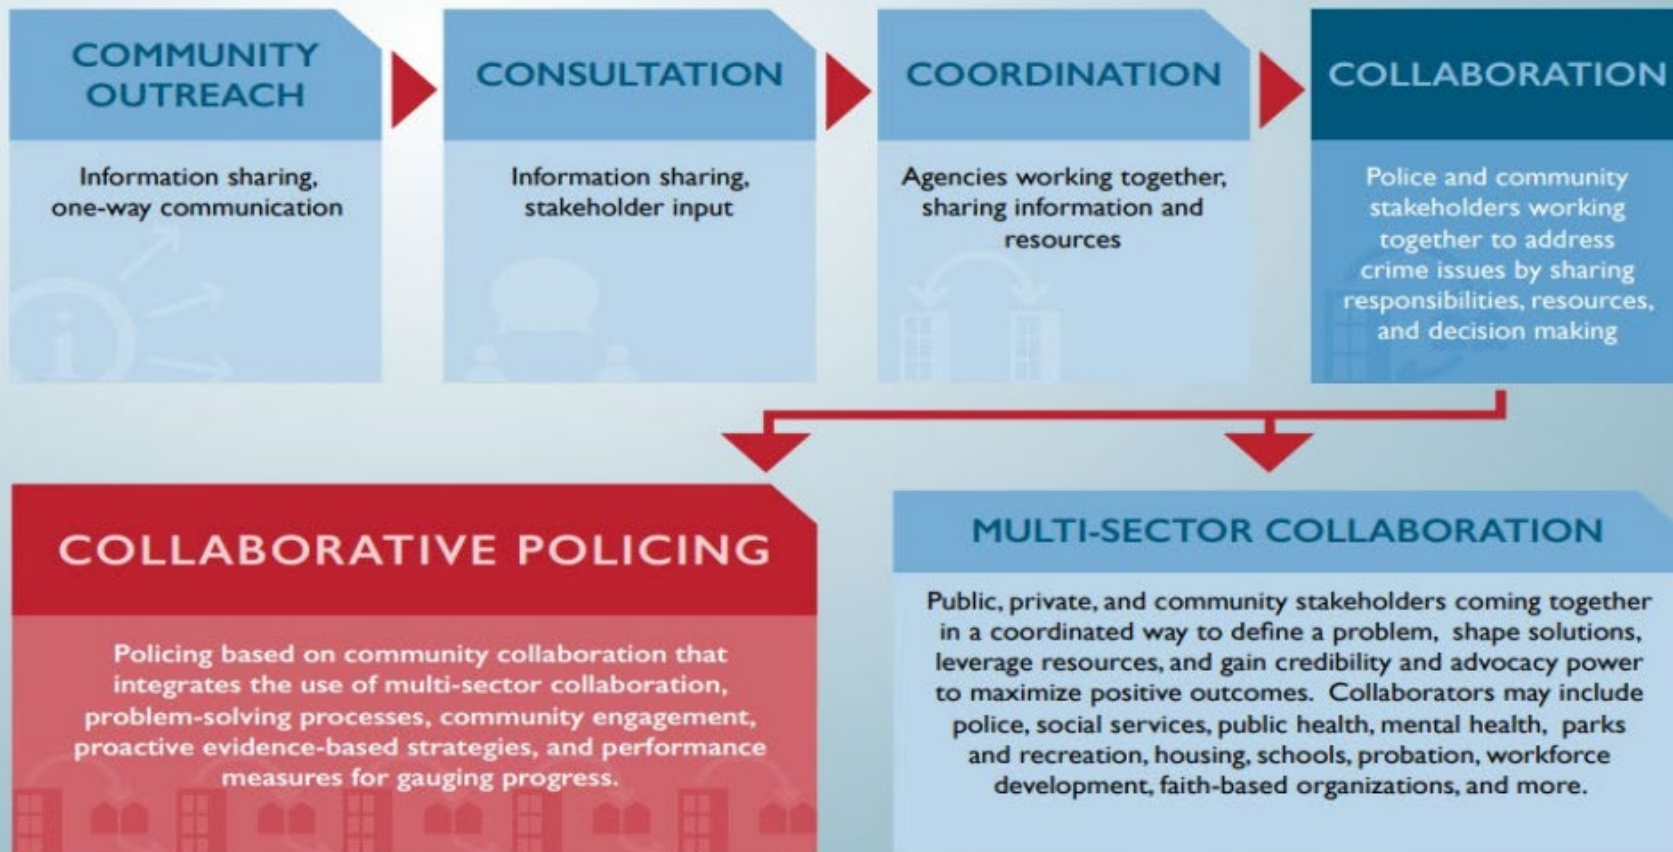 COMMUNITY
OUTREACH
Information sharing,
one-way communication
CONSULTATION
Information sharing,
stakeholder input
COORDINATION
Agencies working together,
sharing information and
resources
COLLABORATION
Police and community
stakeholders working
together to address
crime issues by sharing
responsibilities, resources,
and decision making
COLLABORATIVE POLICING
Policing based on community collaboration that
integrates the use of multi-sector collaboration,
problem-solving processes, community engagement,
proactive evidence-based strategies, and performance
measures for gauging progress.
MULTI-SECTOR COLLABORATION
Public, private, and community stakeholders coming together
in a coordinated way to define a problem, shape solutions,
leverage resources, and gain credibility and advocacy power
to maximize positive outcomes. Collaborators may include
police, social services, public health, mental health, parks
and recreation, housing, schools, probation, workforce
development, faith-based organizations, and more.